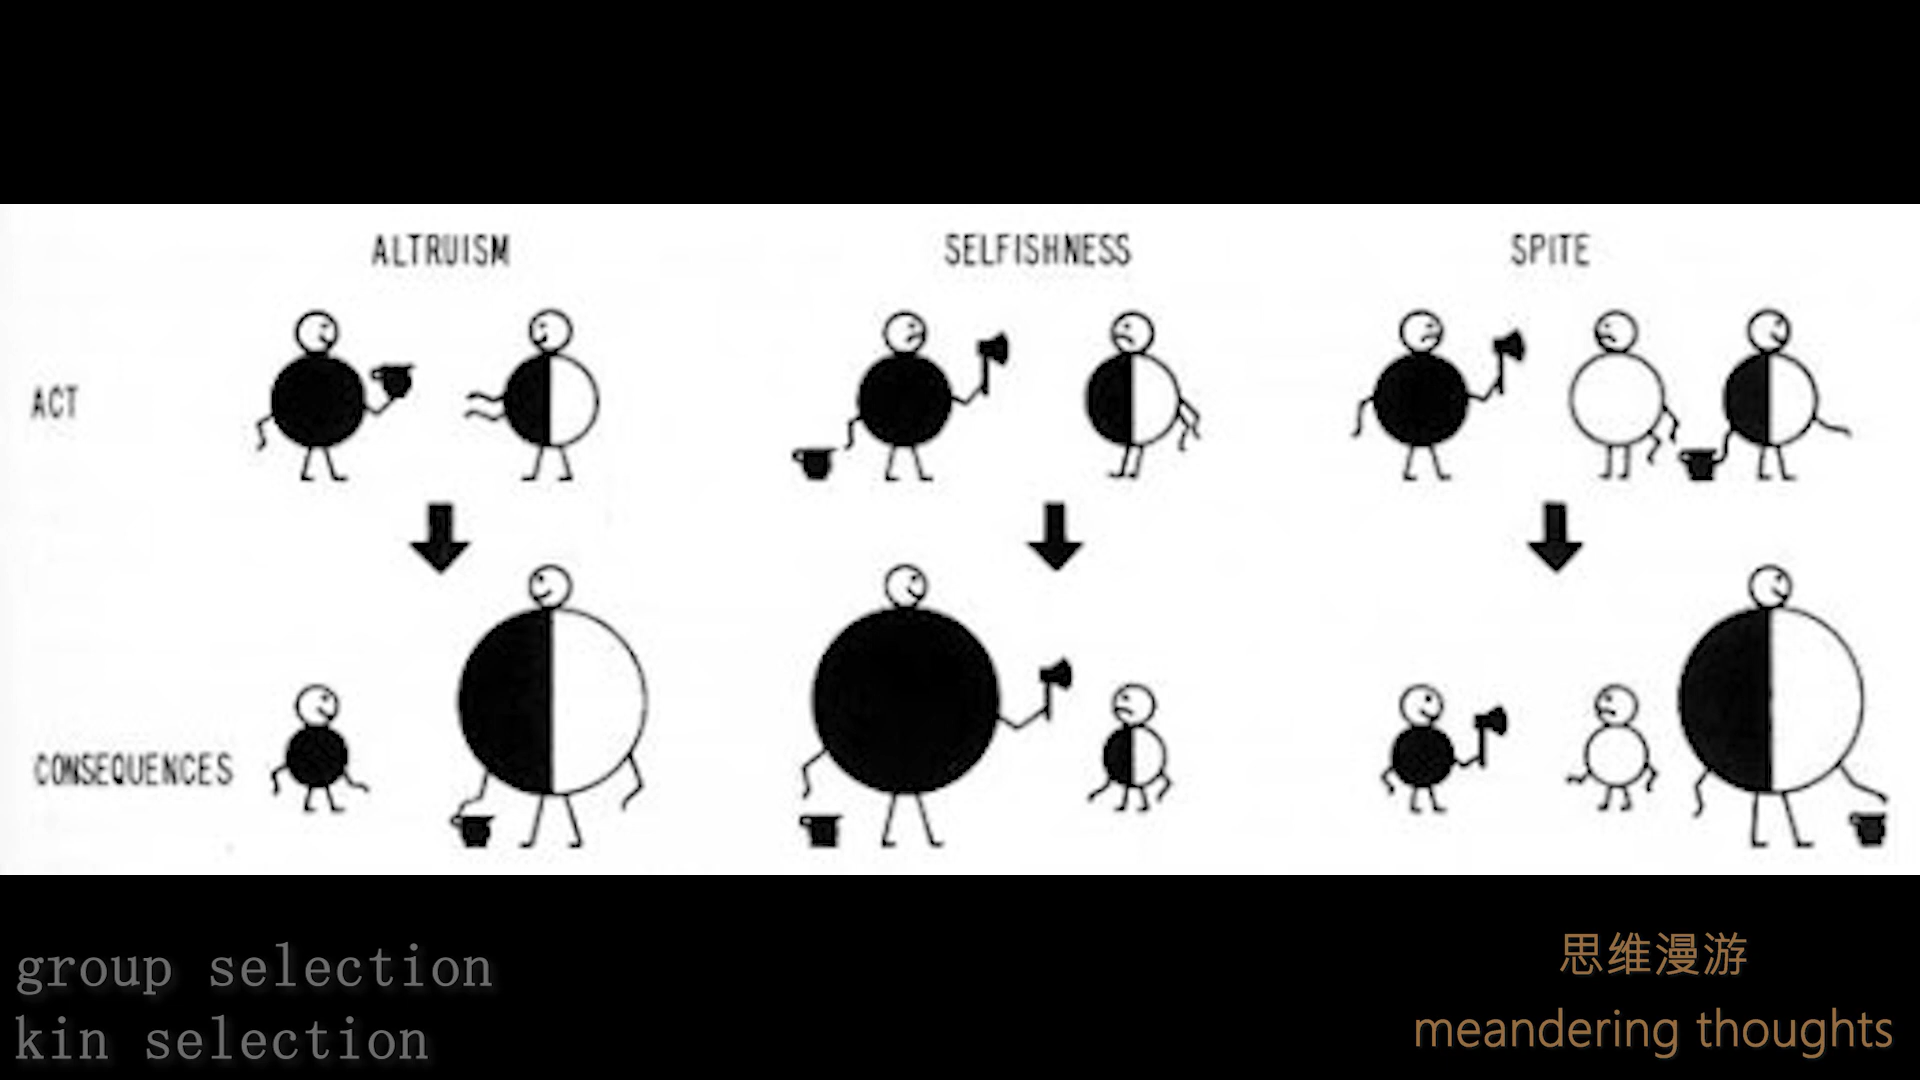 ALTRUISM
SELFISHNESS
SPITE
ACT
CONSEQUENCES
group selection
kin selection
思维漫游
meandering thoughts